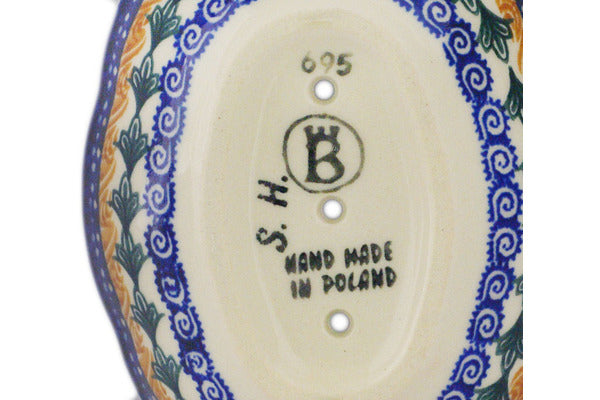 695
B
S. H.
HAND MADE
IN POLAND